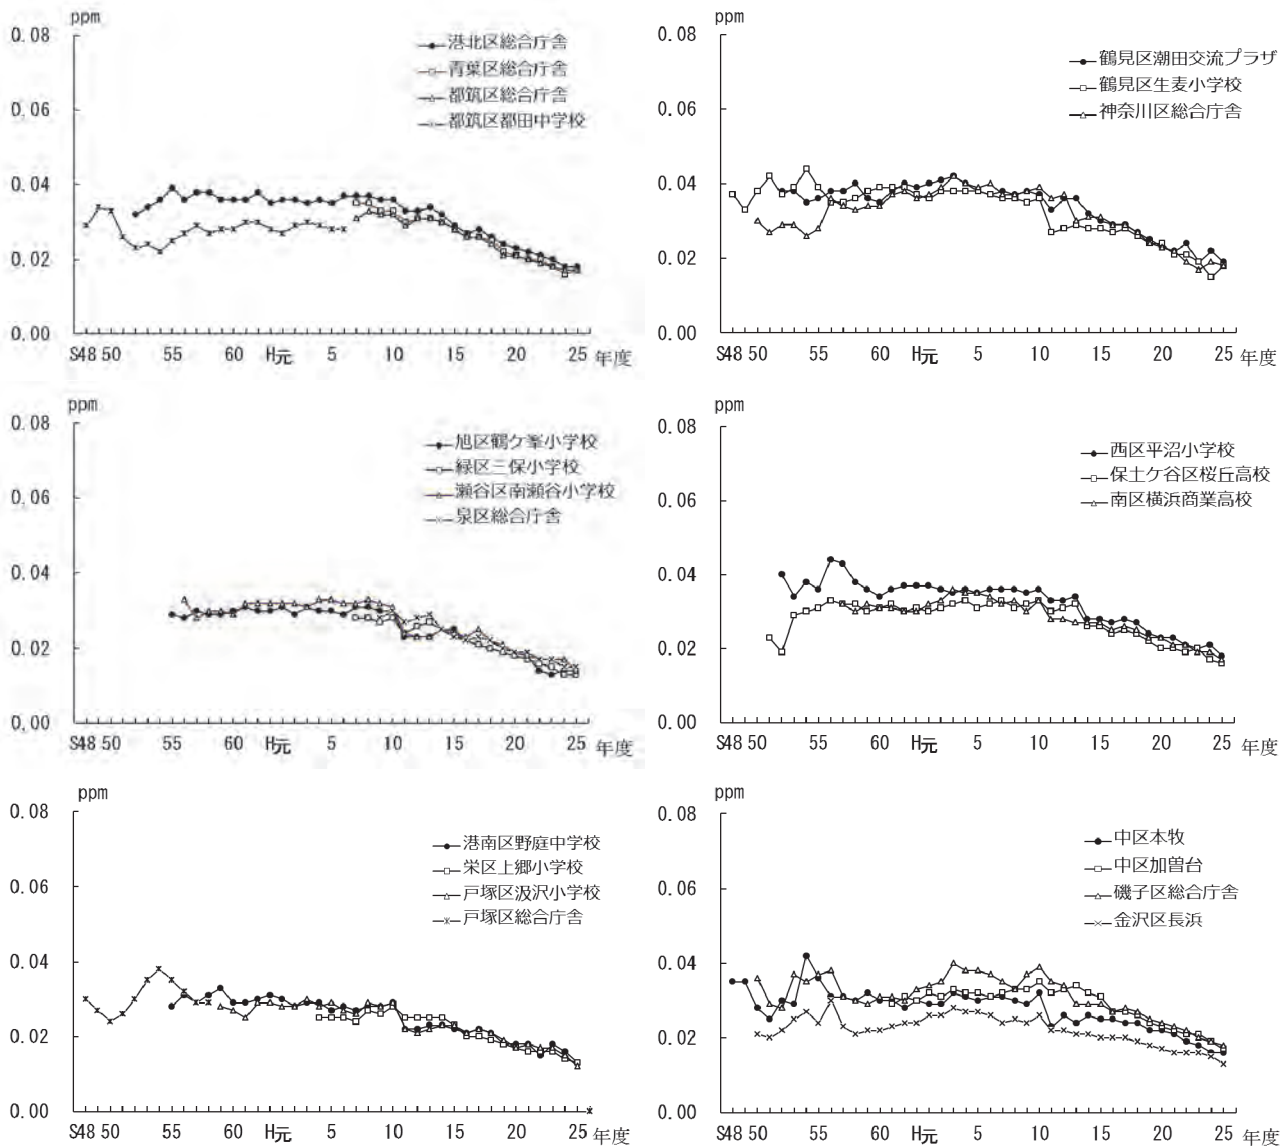 ppm
0.08
0.06
0.04
0.02
0.00
港北区総合庁舎
青葉区総合庁舎
都筑区総合庁舎
都筑区都田中学校
S48 50 55 60 H元 5 10 15 20 25 年度
ppm
0.08
0.06
0.04
0.02
0.00
鶴見区潮田交流プラザ
鶴見区生麦小学校
神奈川区総合庁舎
S48 50 55 60 H元 5 10 15 20 25 年度
ppm
0.08
0.06
0.04
0.02
0.00
旭区鶴ケ峯小学校
緑区三保小学校
瀬谷区南瀬谷小学校
泉区総合庁舎
S48 50 55 60 H元 5 10 15 20 25 年度
ppm
0.08
0.06
0.04
0.02
0.00
西区平沼小学校
保土ケ谷区桜丘高校
南区横浜商業高校
S48 50 55 60 H元 5 10 15 20 25 年度
ppm
0.08
0.06
0.04
0.02
0.00
港南区野庭中学校
栄区上郷小学校
戸塚区汲沢小学校
戸塚区総合庁舎
S48 50 55 60 H元 5 10 15 20 25 年度
ppm
0.08
0.06
0.04
0.02
0.00
中区本牧
中区加曽台
磯子区総合庁舎
金沢区長浜
S48 50 55 60 H元 5 10 15 20 25 年度